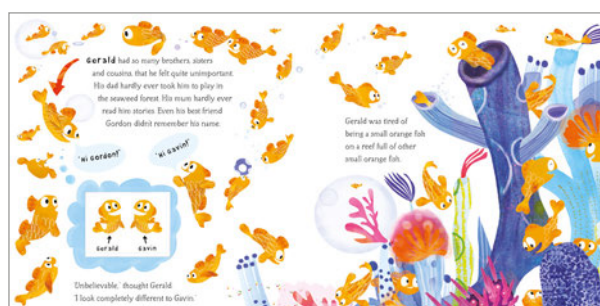 Gerald had so many brothers, sisters
and cousins that he felt quite unimportant.
His dad hardly ever took him to play in
the seaweed forest. His mum hardly ever
read him stories. Even his best friend
Gordon didn't remember his name.
'Hi Gordon!'
'Hi Gavin!'
Gerald
Gavin
'Unbelievable,' thought Gerald.
'I look completely different to Gavin.'
Gerald was tired of
being a small orange fish
on a reef full of other
small orange fish.